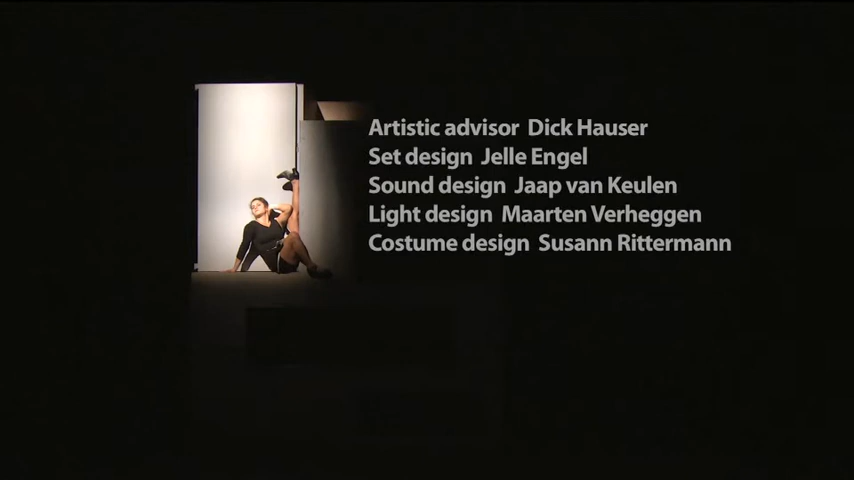 Artistic advisor Dick Hauser
Set design Jelle Engel
Sound design Jaap van Keulen
Light design Maarten Verheggen
Costume design Susann Rittermann